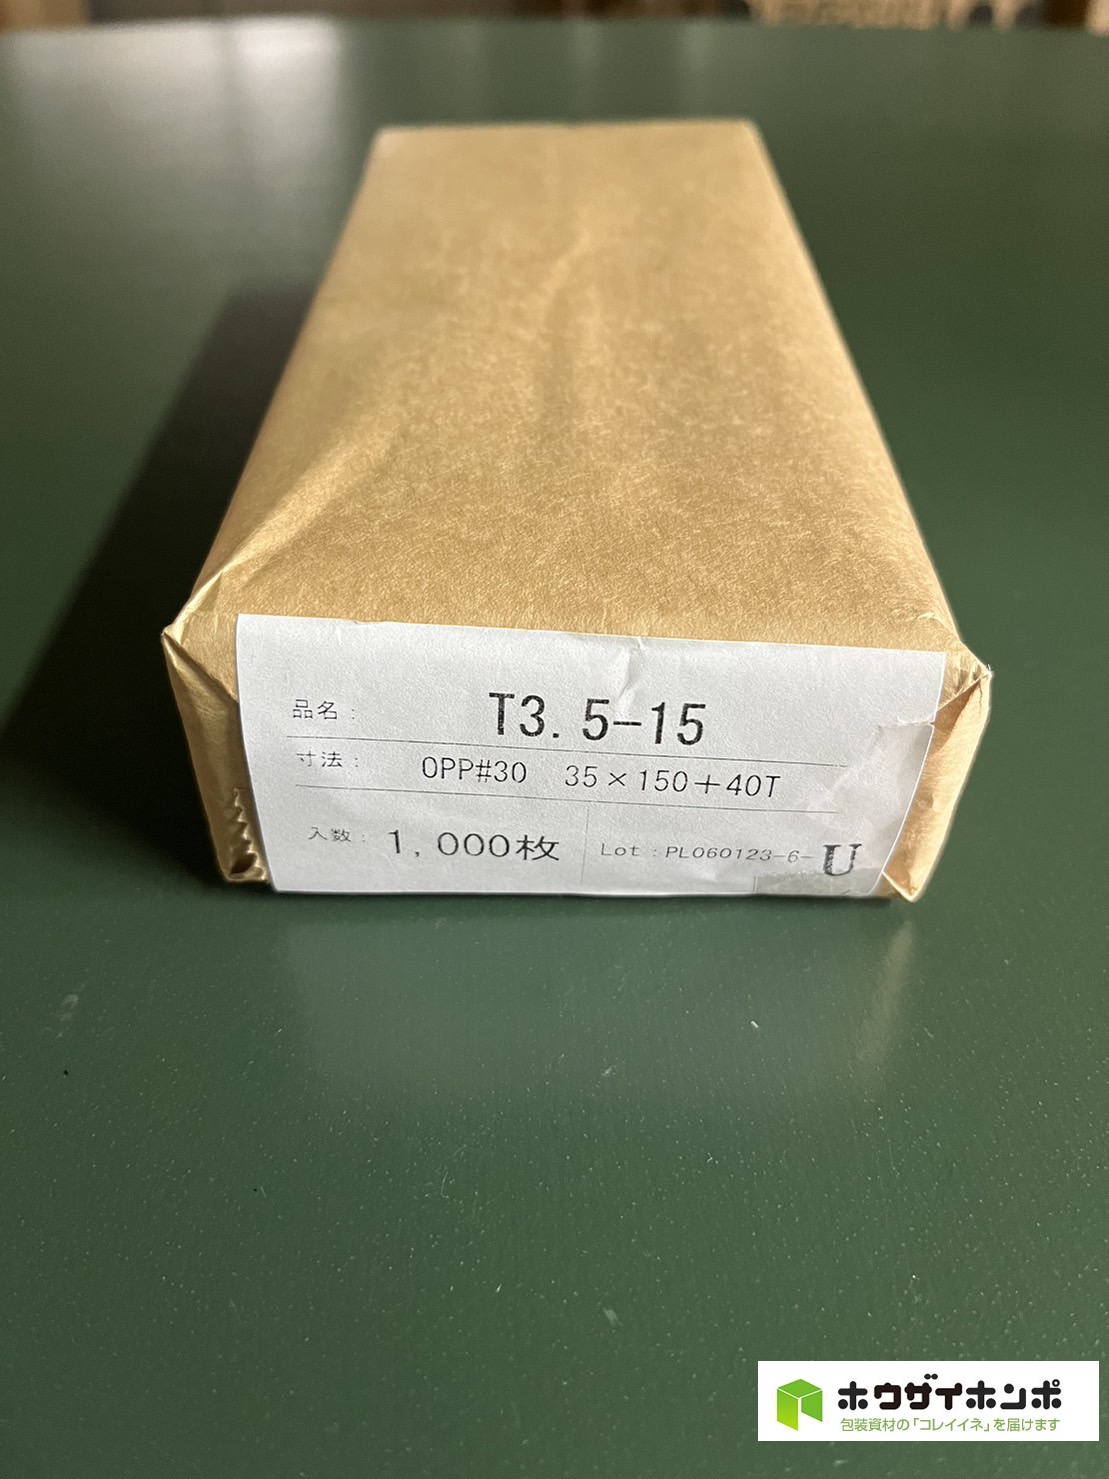 品名: T3.5-15
寸法: OPP#30 35×150+40T
入数: 1,000枚 Lot:PL060123-6-U
ホウザイホンポ
包装資材の「コレイイネ」を届けます